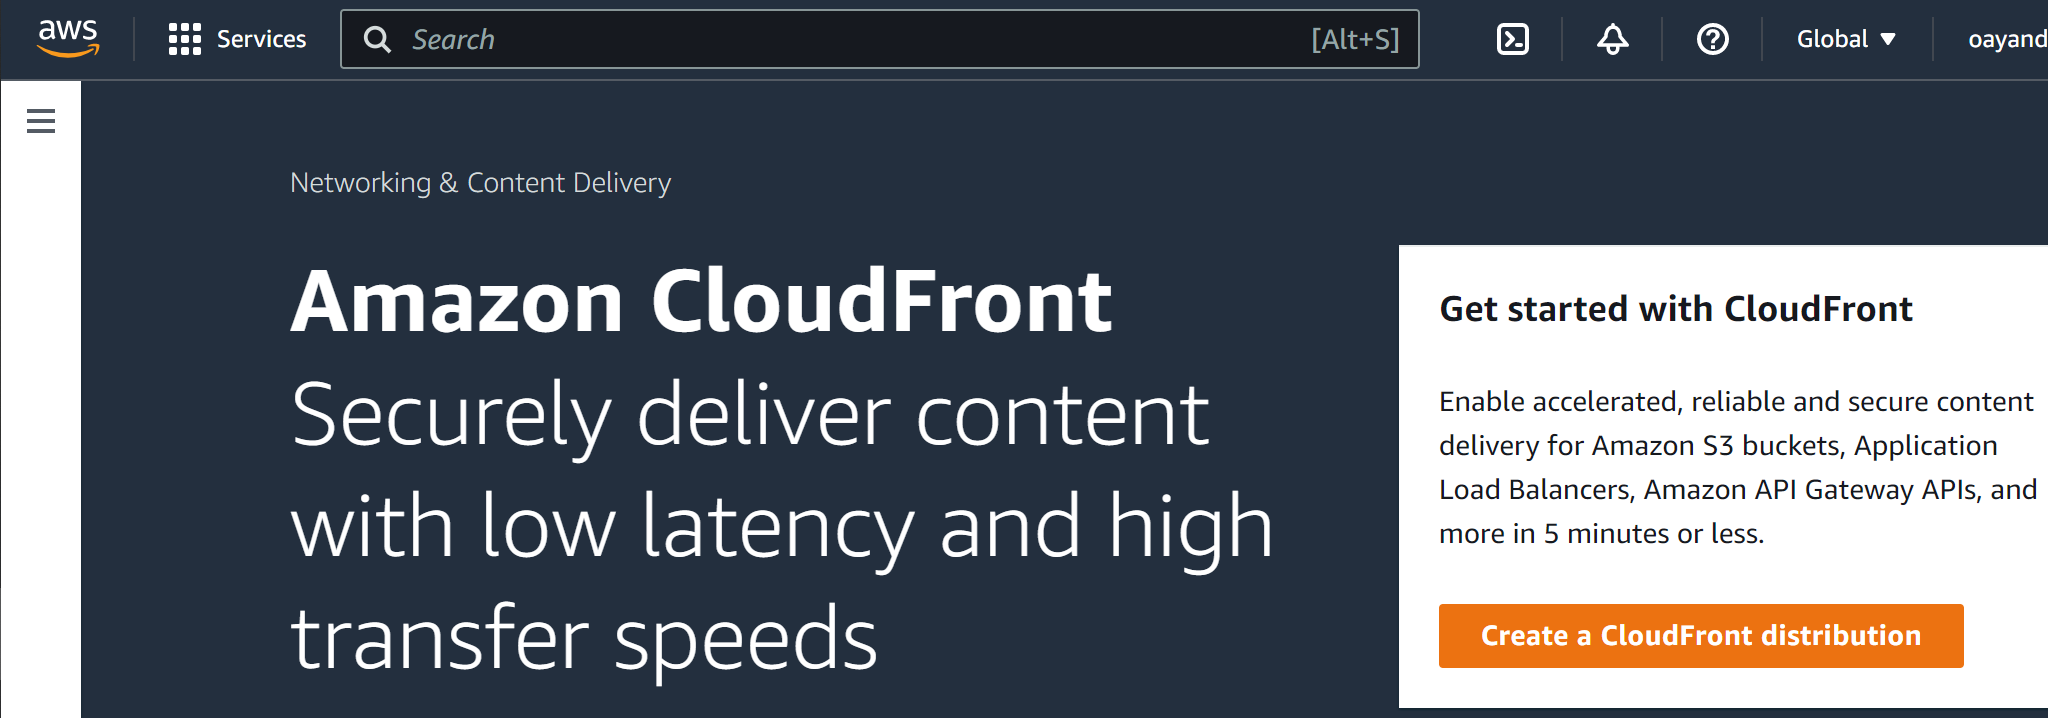 aws
Services
Search
[Alt+S]
Global
oayand
Networking & Content Delivery
Amazon CloudFront
Securely deliver content
with low latency and high
transfer speeds
Get started with CloudFront
Enable accelerated, reliable and secure content
delivery for Amazon S3 buckets, Application
Load Balancers, Amazon API Gateway APIs, and
more in 5 minutes or less.
Create a CloudFront distribution